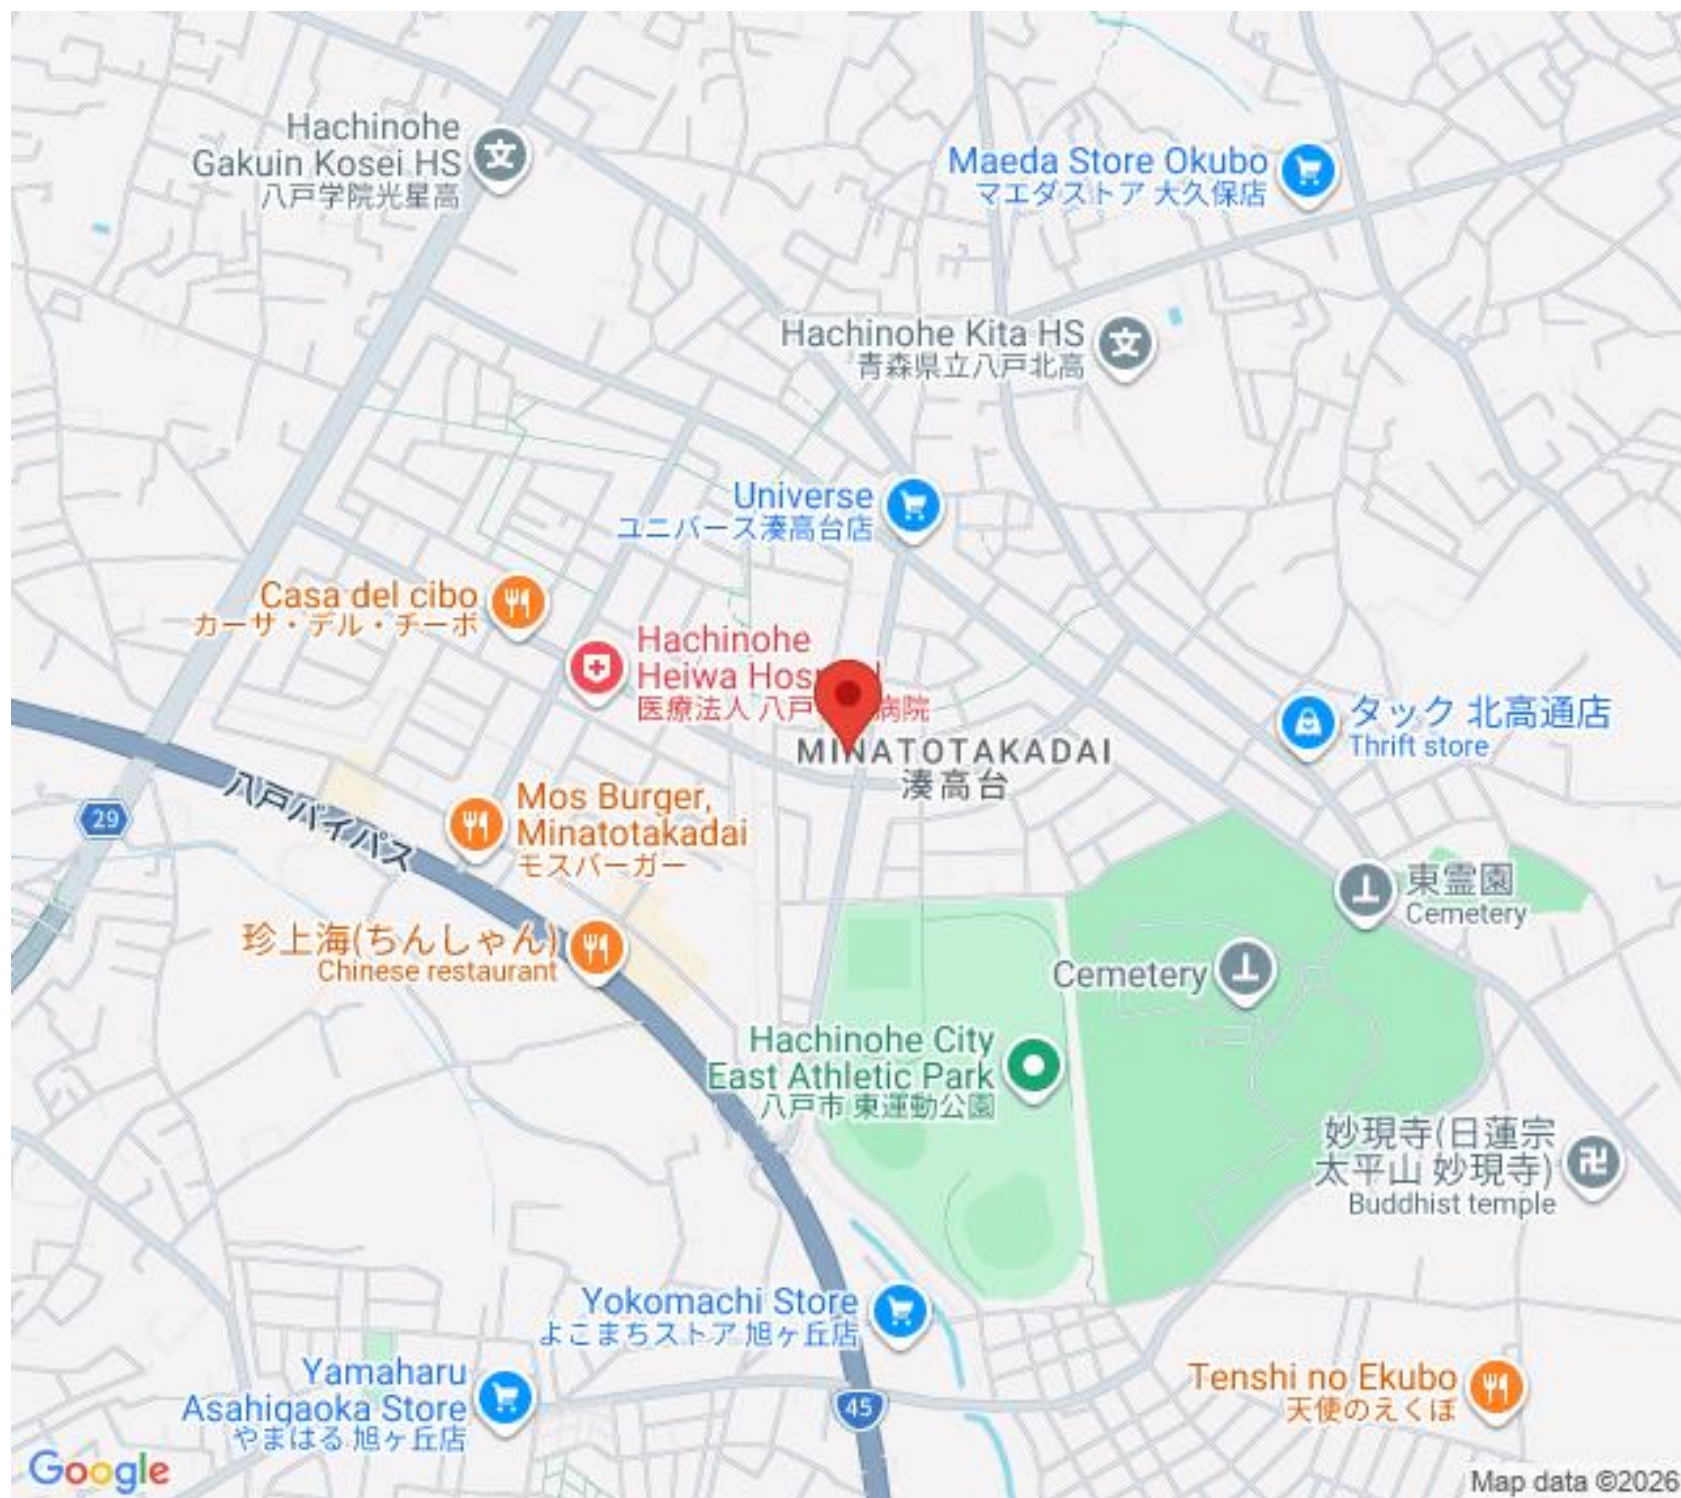 Hachinohe
Gakuin Kosei HS
八戸学院光星高
Maeda Store Okubo
マエダストア 大久保店
Hachinohe Kita HS
青森県立八戸北高
Universe
ユニバース湊高台店
Casa del cibo
カーサ・デル・チーボ
Hachinohe
Heiwa Hos
医療法人 八戸 病院
MINATOTAKADAI
湊高台
タック 北高通店
Thrift store
八戸バイパス
29
Mos Burger,
Minatotakadai
モスバーガー
東霊園
Cemetery
珍上海(ちんしゃん)
Chinese restaurant
Cemetery
Hachinohe City
East Athletic Park
八戸市 東運動公園
妙現寺(日蓮宗
太平山 妙現寺)
Buddhist temple
Yokomachi Store
よこまちストア 旭ヶ丘店
Yamaharu
Asahigaoka Store
やまはる 旭ヶ丘店
45
Tenshi no Ekubo
天使のえくぼ
Google
Map data ©2026